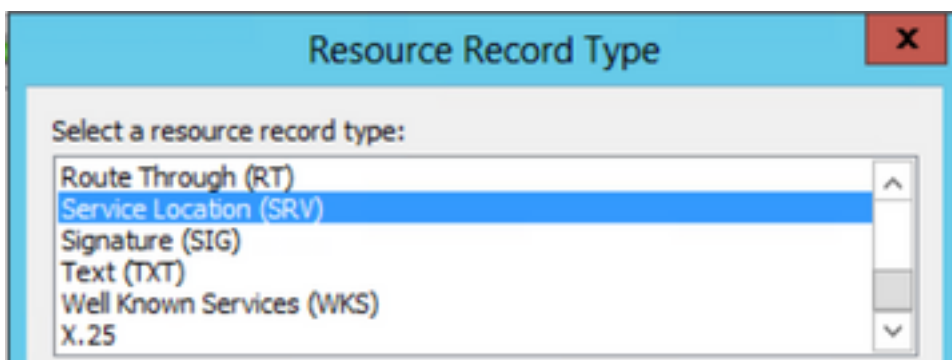 Resource Record Type
x
Select a resource record type:
Route Through (RT)
Service Location (SRV)
Signature (SIG)
Text (TXT)
Well Known Services (WKS)
X.25